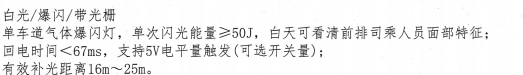 白光/爆闪/带光栅
单车道气体爆闪灯，单次闪光能量≥50J，白天可看清前排司乘人员面部特征；
回电时间＜67ms，支持5V电平量触发(可选开关量)；
有效补光距离16m～25m。